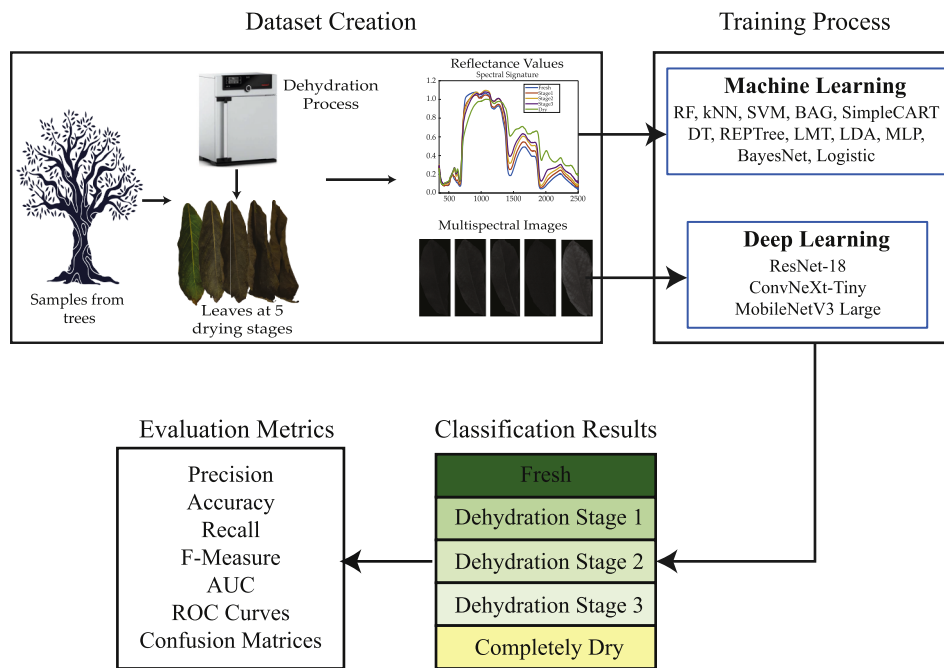 Dataset Creation
Training Process
Samples from
trees
Dehydration
Process
Leaves at 5
drying stages
Reflectance Values
Spectral Signature
Fresh
Stage1
Stage2
Stage3
Dry
1.2
1.0
0.8
0.6
0.4
0.2
0.0
500
1000
1500
2000
2500
Multispectral Images
Machine Learning
RF, kNN, SVM, BAG, SimpleCART
DT, REPTree, LMT, LDA, MLP,
BayesNet, Logistic
Deep Learning
ResNet-18
ConvNeXt-Tiny
MobileNetV3 Large
Evaluation Metrics
Precision
Accuracy
Recall
F-Measure
AUC
ROC Curves
Confusion Matrices
Classification Results
Fresh
Dehydration Stage 1
Dehydration Stage 2
Dehydration Stage 3
Completely Dry